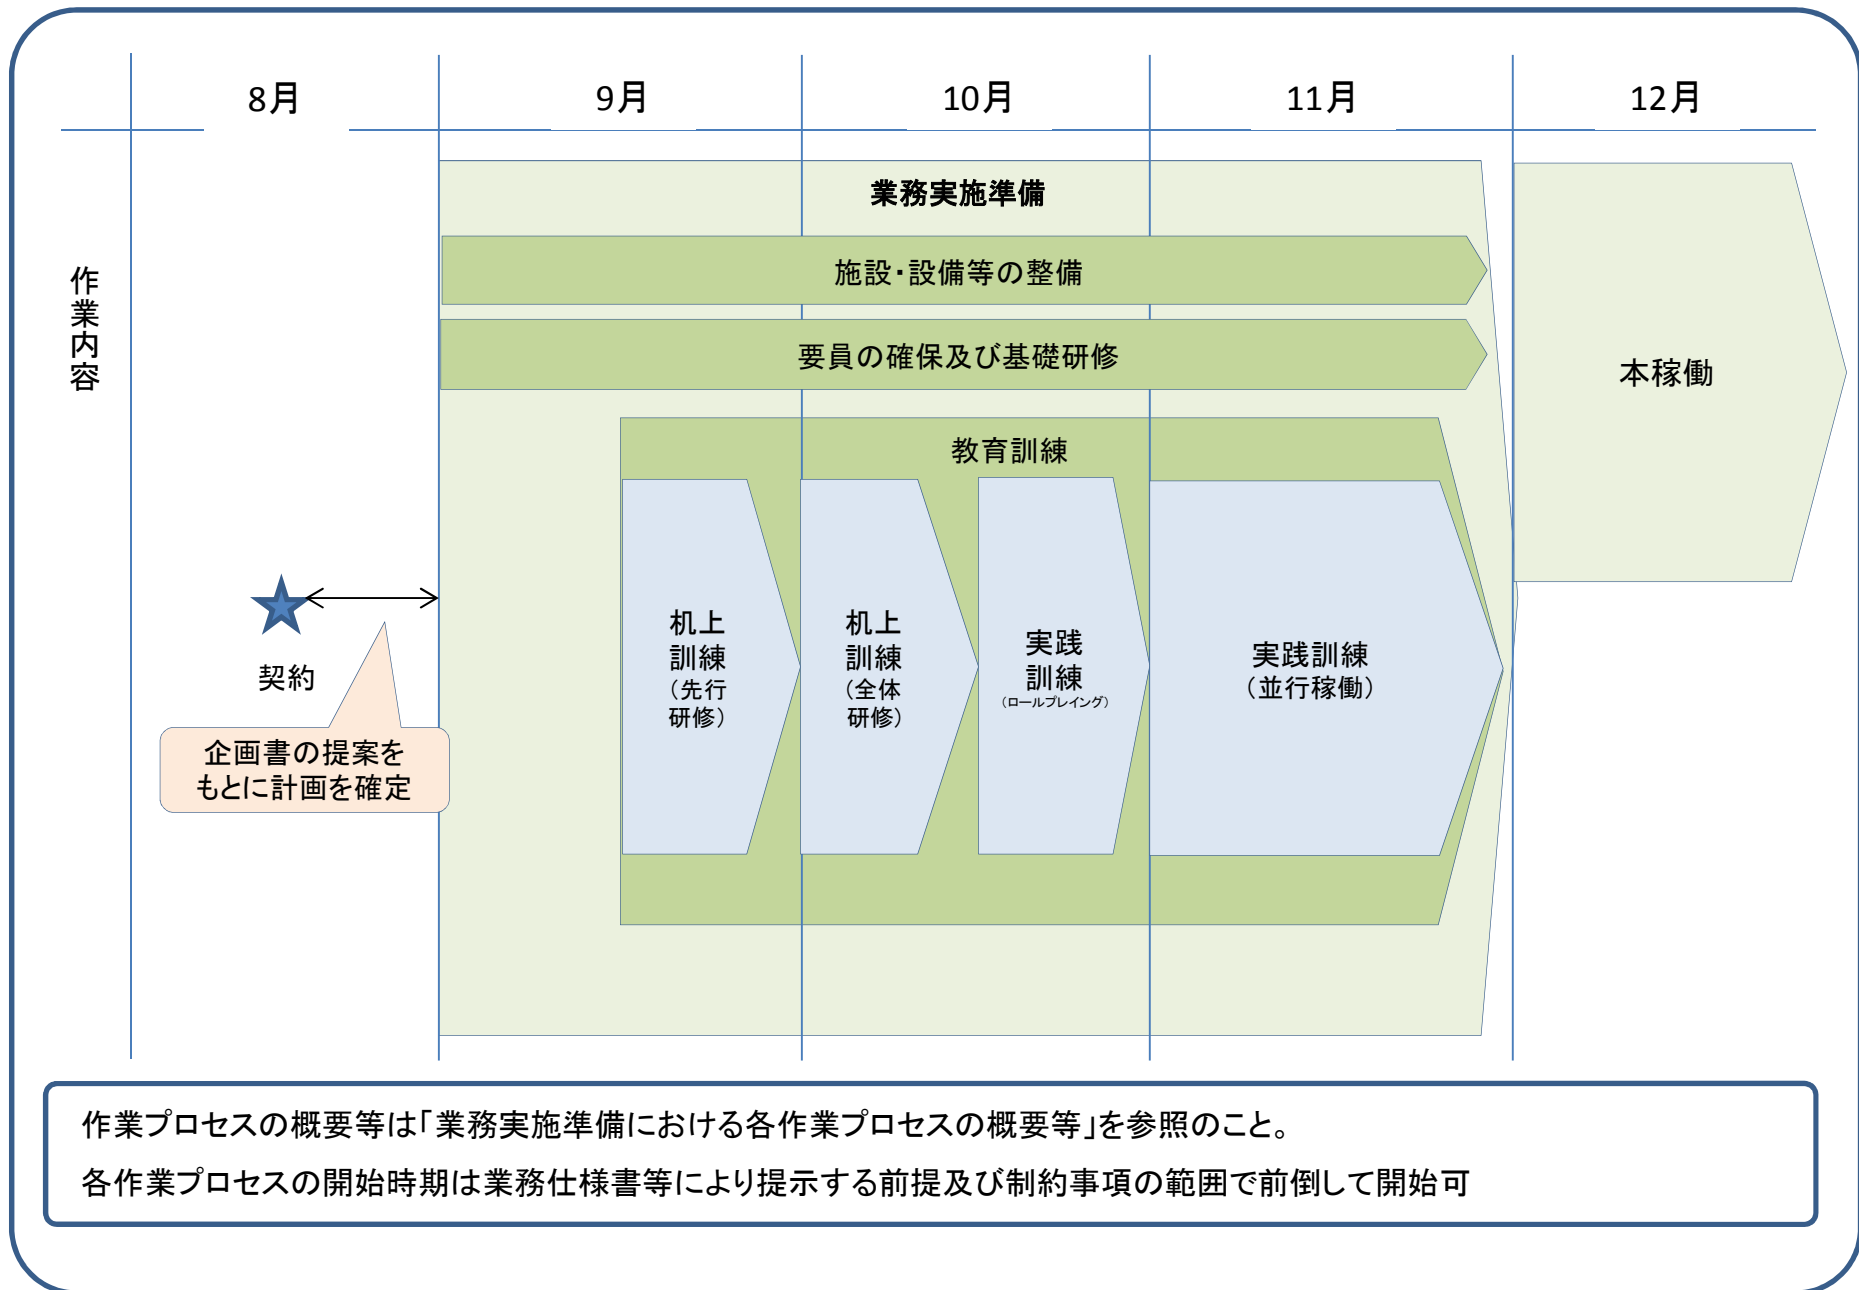 8月
9月
10月
11月
12月
作業内容
業務実施準備
施設・設備等の整備
要員の確保及び基礎研修
教育訓練
机上
訓練
（先行
研修）
机上
訓練
（全体
研修）
実践
訓練
（ロールプレイング）
実践訓練
（並行稼働）
本稼働
契約
企画書の提案を
もとに計画を確定
作業プロセスの概要等は「業務実施準備における各作業プロセスの概要等」を参照のこと。
各作業プロセスの開始時期は業務仕様書等により提示する前提及び制約事項の範囲で前倒して開始可